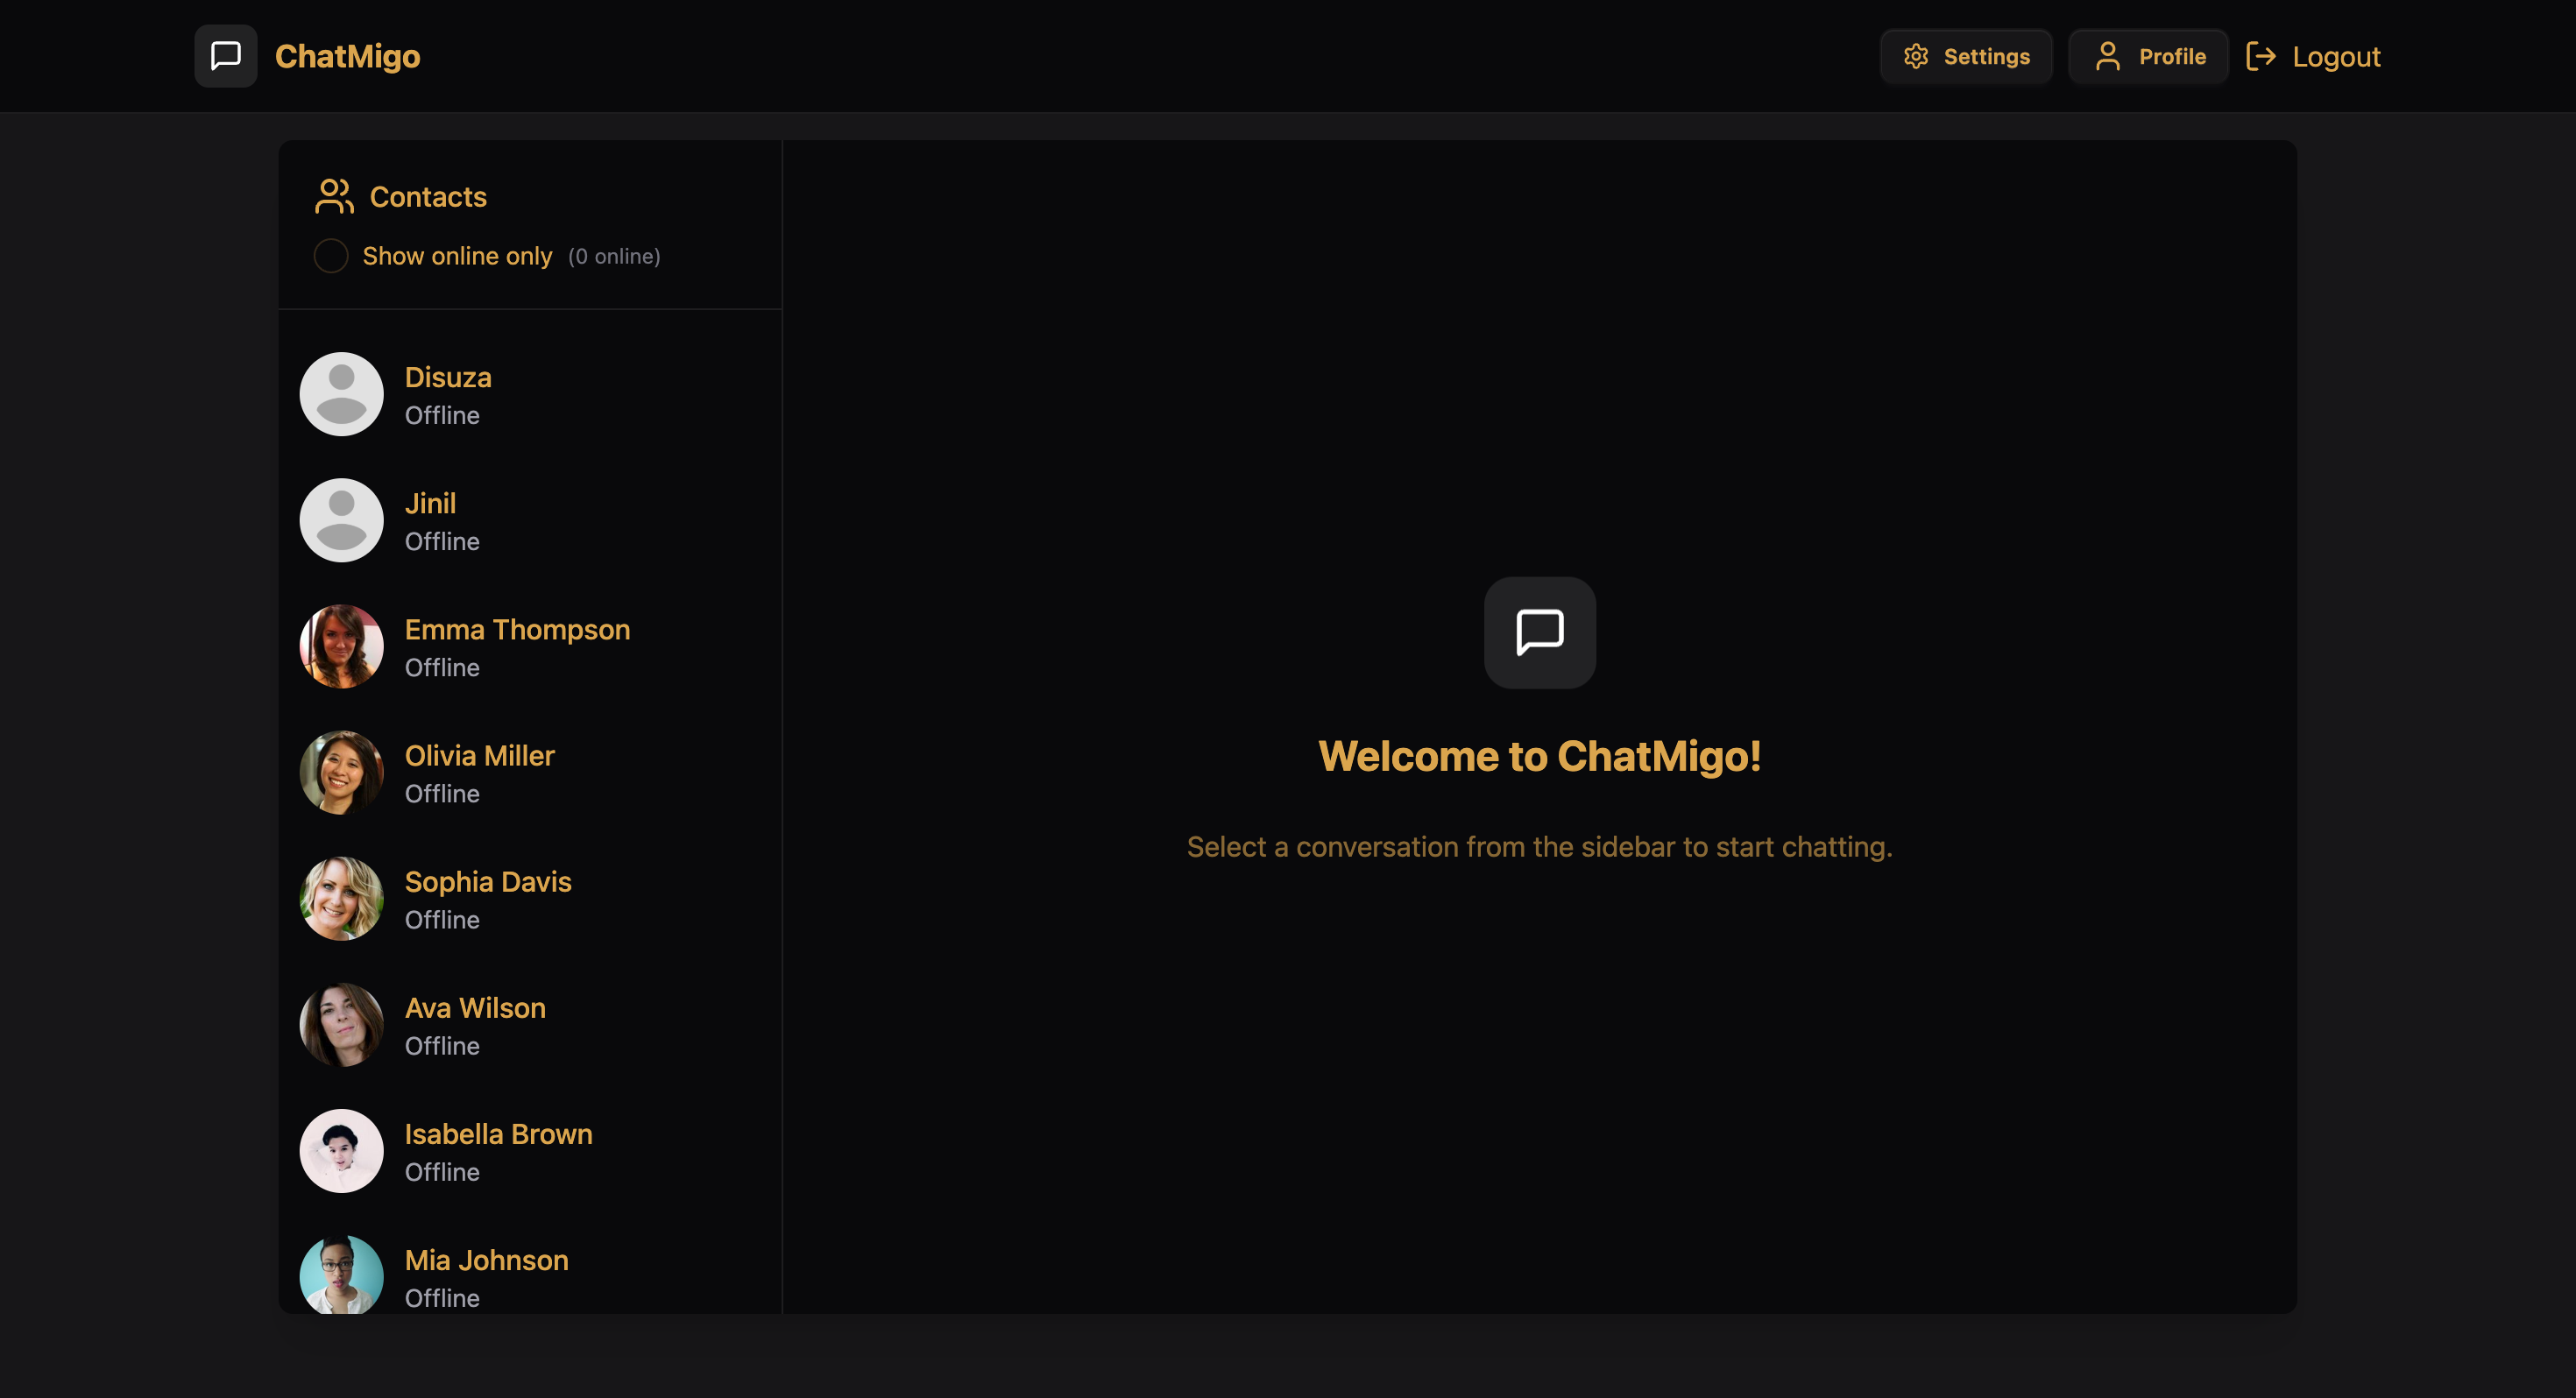 ChatMigo
Settings
Profile
Logout
Contacts
Show online only (0 online)
Disuza
Offline
Jinil
Offline
Emma Thompson
Offline
Olivia Miller
Offline
Sophia Davis
Offline
Ava Wilson
Offline
Isabella Brown
Offline
Mia Johnson
Offline
Welcome to ChatMigo!
Select a conversation from the sidebar to start chatting.